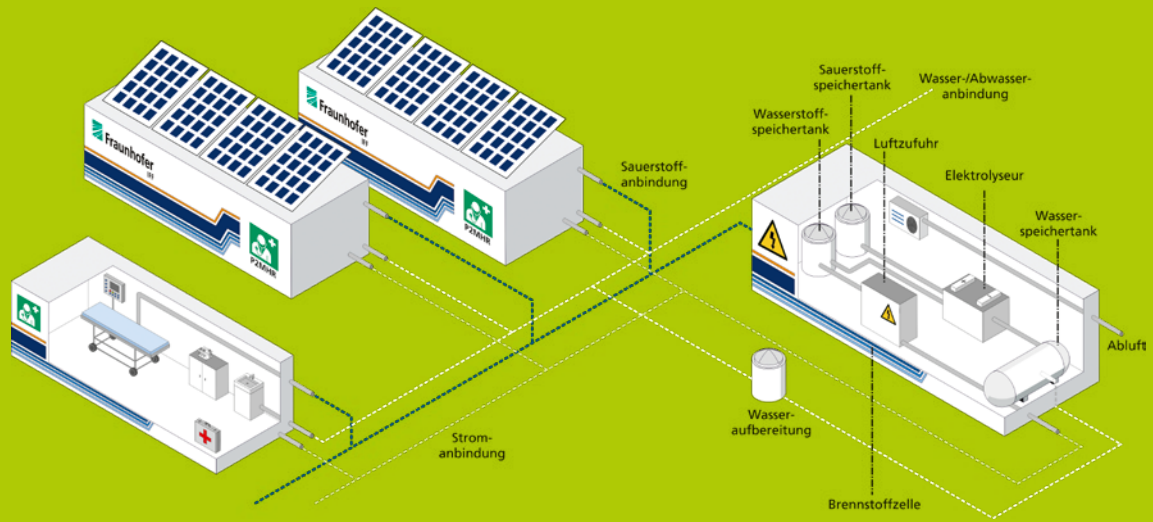 Sauerstoff-
speichertank
Wasser-/Abwasser-
anbindung
Wasserstoff-
speichertank
Luftzufuhr
Fraunhofer
IFF
Sauerstoff-
anbindung
Elektrolyseur
Fraunhofer
IFF
Wasser-
speichertank
P2MHR
P2MHR
Abluft
Wasser-
aufbereitung
Strom-
anbindung
Brennstoffzelle